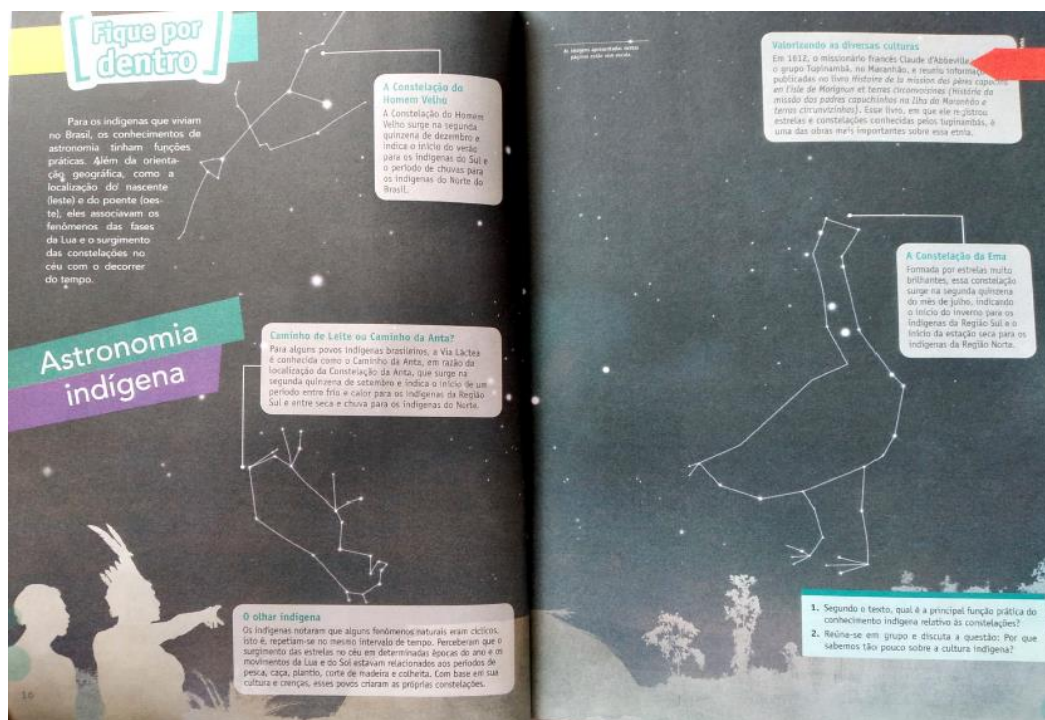 Fique por
dentro
Para os indígenas que viviam
no Brasil, os conhecimentos de
astronomia tinham funções
práticas. Além da orienta-
ção geográfica, como a
localização do nascente
(leste) e do poente (oes-
te), eles associavam os
fenômenos das fases
da Lua e o surgimento
das constelações no
céu com o decorrer
do tempo.
A Constelação do
Homem Velho
A Constelação do Homem
Velho surge na segunda
quinzena de dezembro e
indica o início do verão
para os indígenas do Sul e
o período de chuvas para
os indígenas do Norte do
Brasil.
Astronomia
indígena
Caminho de Leite ou Caminho da Anta?
Para alguns povos indígenas brasileiros, a Via Láctea
é conhecida como o Caminho da Anta, em razão da
localização da Constelação da Anta, que surge na
segunda quinzena de setembro e indica o início de um
período entre frio e calor para os indígenas da Região
Sul e entre seca e chuva para os indígenas do Norte.
O olhar indígena
Os indígenas notaram que alguns fenômenos naturais eram cíclicos,
isto é, repetiam-se no mesmo intervalo de tempo. Perceberam que o
surgimento das estrelas no céu em determinadas épocas do ano e os
movimentos da Lua e do Sol estavam relacionados aos períodos de
pesca, caça, plantio, corte de madeira e colheita. Com base em sua
cultura e crenças, esses povos criaram as próprias constelações.
16
As imagens apresentadas nestas
páginas estão sem escala.
Valorizando as diversas culturas
Em 1612, o missionário francês Claude d'Abbeville
o grupo Tupinambá, no Maranhão, e reuniu
publicadas no livro Histoire de la mission des pères
en l'isle de Marignan et terres circonvoisines (História da
missão dos padres capuchinhos na Ilha do Maranhão e
terras circunvizinhas). Esse livro, em que ele registrou
estrelas e constelações conhecidas pelos tupinambás, é
uma das obras mais importantes sobre essa etnia.
A Constelação da Ema
Formada por estrelas muito
brilhantes, essa constelação
surge na segunda quinzena
do mês de julho, indicando
o início do inverno para os
indígenas da Região Sul e o
início da estação seca para os
indígenas da Região Norte.
1. Segundo o texto, qual é a principal função prática do
conhecimento indígena relativo às constelações?
2. Reúna-se em grupo e discuta a questão: Por que
sabemos tão pouco sobre a cultura indígena?